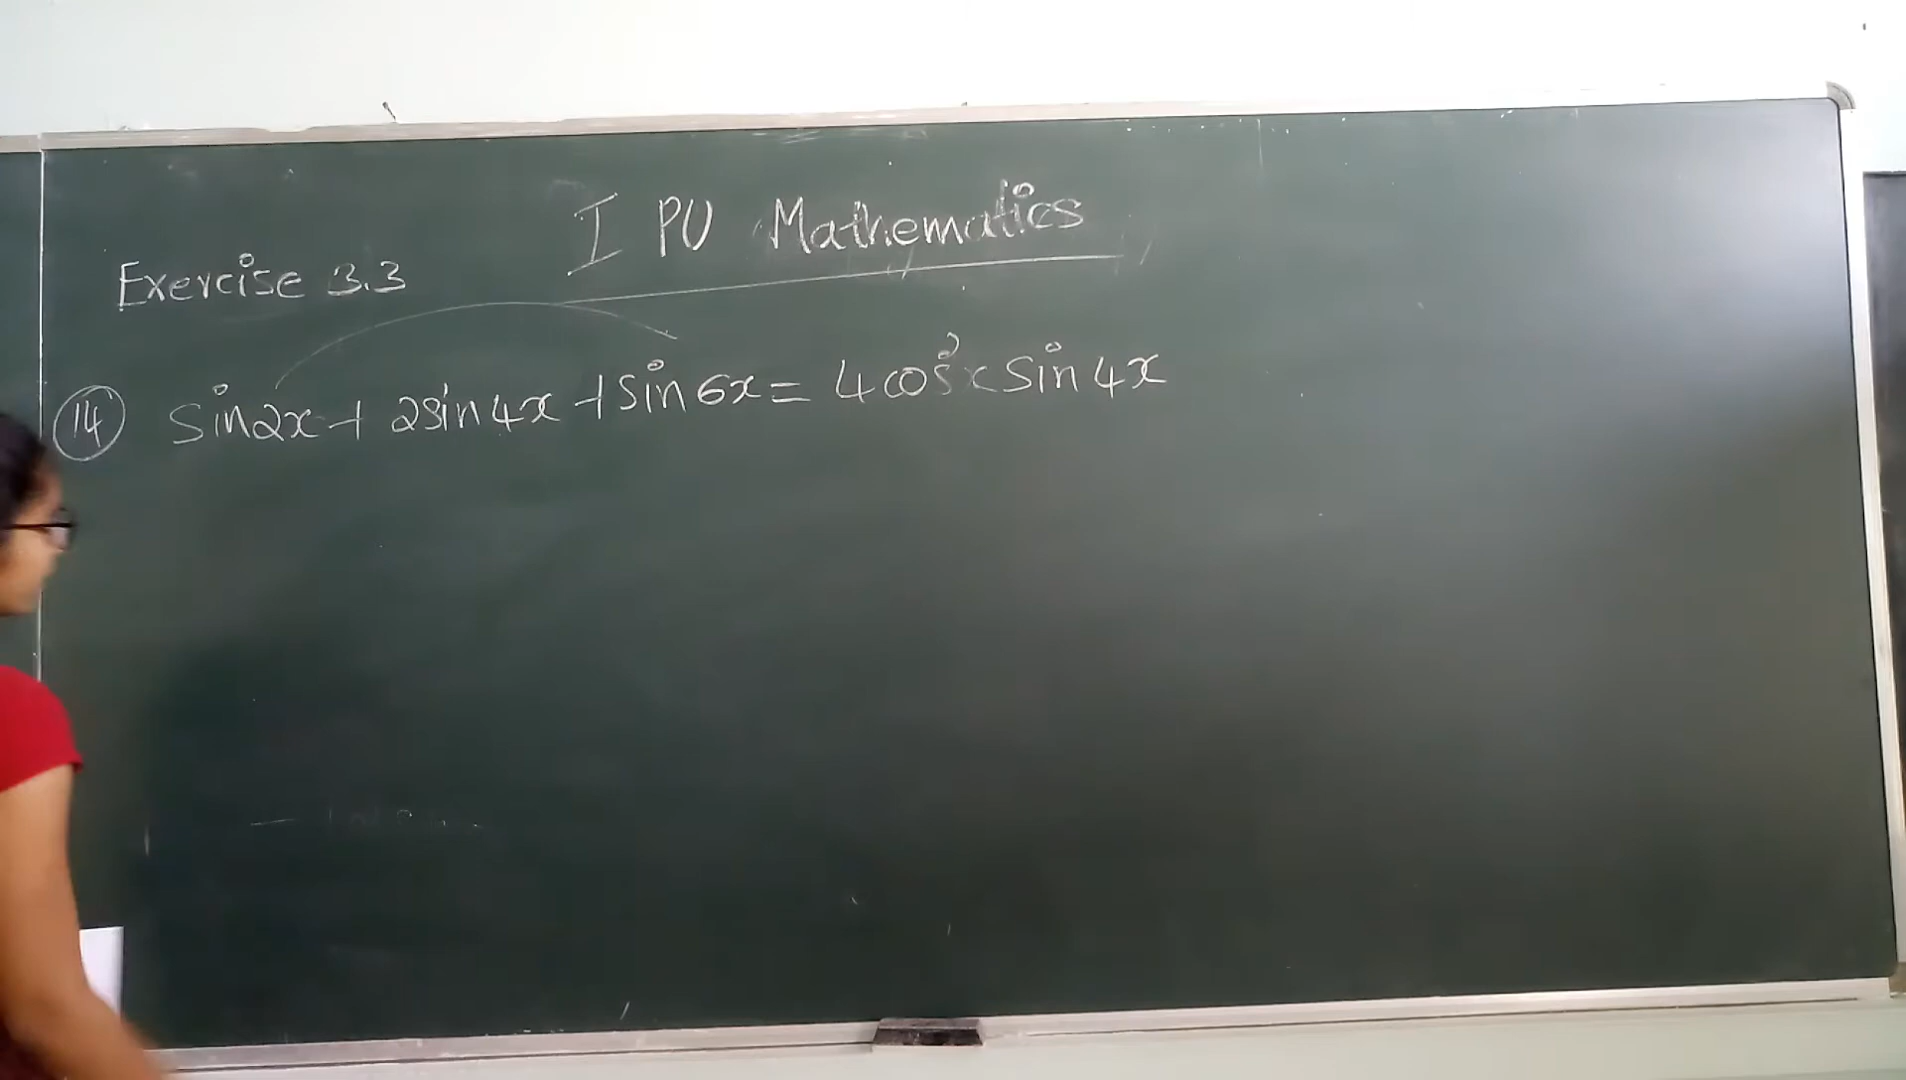 I PU Mathematics
Exercise 3.3
14 sin2x + 2sin4x + sin6x = 4cos²x sin4x